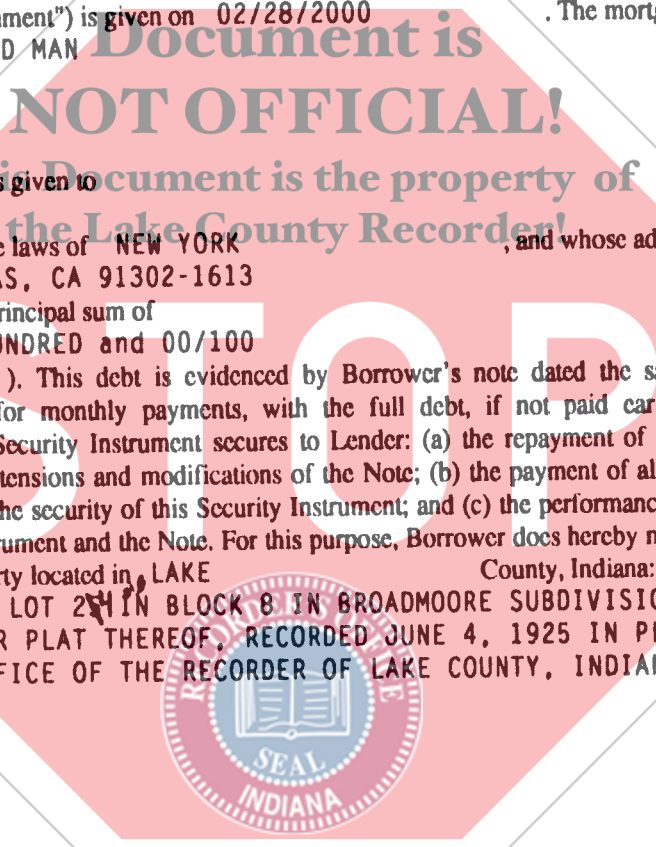 ment") is given on 02/28/2000 . The mortg
D MAN
Document is
NOT OFFICIAL!
is Document is the property of
s given to
the Lake County Recorder!
e laws of NEW YORK , and whose ad
AS, CA 91302-1613
rincipal sum of
UNDRED and 00/100
STOP
). This debt is evidenced by Borrower's note dated the sa
for monthly payments, with the full debt, if not paid ear
Security Instrument secures to Lender: (a) the repayment of
tensions and modifications of the Note; (b) the payment of al
he security of this Security Instrument; and (c) the performanc
rument and the Note. For this purpose, Borrower does hereby m
rty located in LAKE County, Indiana:
LOT IN BLOCK 8 IN BROADMOORE SUBDIVISIO
R PLAT THEREOF, RECORDED JUNE 4, 1925 IN PL
FICE OF THE RECORDER OF LAKE COUNTY, INDIAN
RECORDER'S OFFICE
SEAL
INDIANA